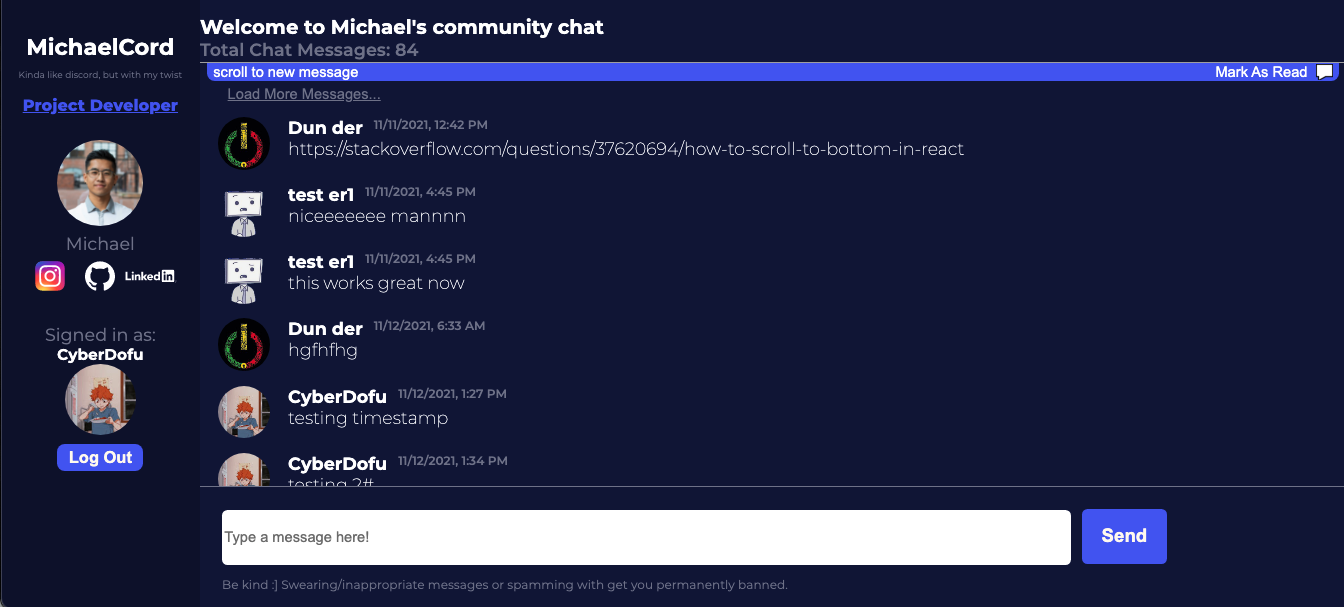 MichaelCord
Kinda like discord, but with my twist
Project Developer
Michael
Linked in
Signed in as:
CyberDofu
Log Out
Welcome to Michael's community chat
Total Chat Messages: 84
scroll to new message Mark As Read
Load More Messages...
Dun der 11/11/2021, 12:42 PM
https://stackoverflow.com/questions/37620694/how-to-scroll-to-bottom-in-react
test er1 11/11/2021, 4:45 PM
niceeeeeee mannnn
test er1 11/11/2021, 4:45 PM
this works great now
Dun der 11/12/2021, 6:33 AM
hgfhfhg
CyberDofu 11/12/2021, 1:27 PM
testing timestamp
CyberDofu 11/12/2021, 1:34 PM
testing 2#
Type a message here!
Send
Be kind :] Swearing/inappropriate messages or spamming with get you permanently banned.